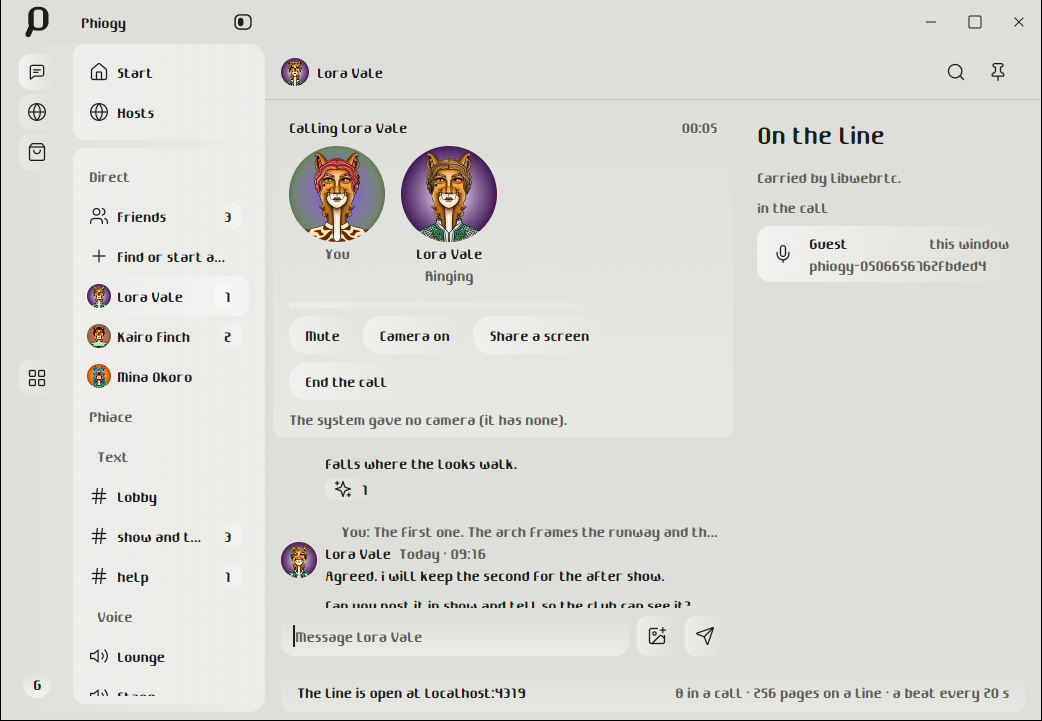 Phiogy
Start
Hosts
Direct
Friends 3
Find or start a...
Lora Vale 1
Kairo Finch 2
Mina Okoro
Phiace
Text
Lobby
show and t... 3
help 1
Voice
Lounge
Stage
G
Lora Vale
Calling Lora Vale 00:05
You
Lora Vale
Ringing
Mute
Camera on
Share a screen
End the call
The system gave no camera (it has none).
Falls where the looks walk.
1
You: The first one. The arch frames the runway and th...
Lora Vale Today · 09:16
Agreed. i will keep the second for the after show.
Can you post it in show and tell so the club can see it?
Message Lora Vale
On the Line
Carried by Libwebrtc.
in the call
Guest this window
phiogy-0506656762fbded4
The Line is open at Localhost:4319
0 in a call · 256 pages on a line · a beat every 20 s